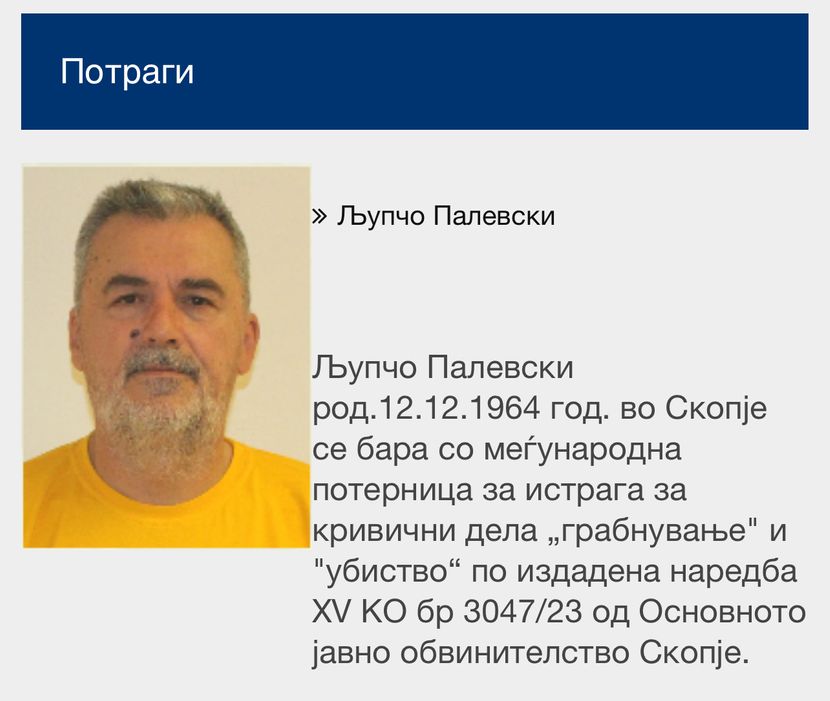 Потраги
» Љупчо Палевски
Љупчо Палевски
род.12.12.1964 год. во Скопје
се бара со меѓународна
потерница за истрага за
кривични дела „грабнување" и
"убиство“ по издадена наредба
XV КО бр 3047/23 од Основното
јавно обвинителство Скопје.